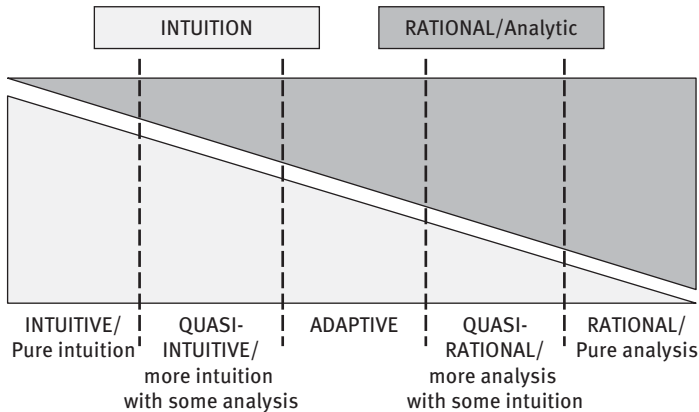 INTUITION
RATIONAL/Analytic
INTUITIVE/
Pure intuition
QUASI-
INTUITIVE/
more intuition
with some analysis
ADAPTIVE
QUASI-
RATIONAL/
more analysis
with some intuition
RATIONAL/
Pure analysis